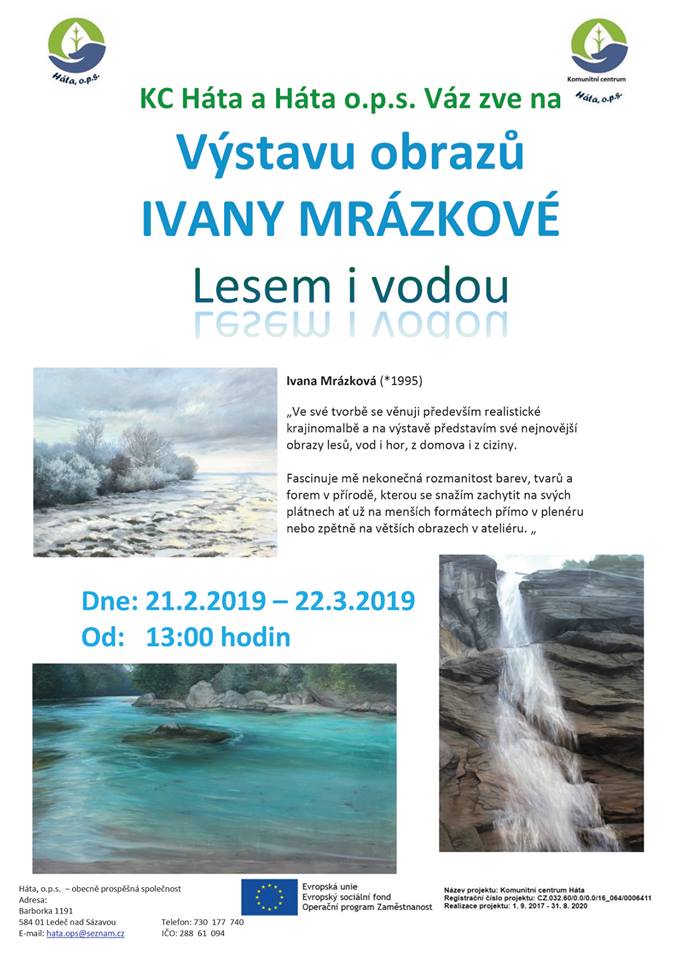 Háta, o.p.s.
Komunitní centrum
Háta, o.p.s.
KC Háta a Háta o.p.s. Váz zve na
Výstavu obrazů
IVANY MRÁZKOVÉ
Lesem i vodou
Ivana Mrázková (*1995)
„Ve své tvorbě se věnuji především realistické
krajinomalbě a na výstavě představím své nejnovější
obrazy lesů, vod i hor, z domova i z ciziny.
Fascinuje mě nekonečná rozmanitost barev, tvarů a
forem v přírodě, kterou se snažím zachytit na svých
plátnech ať už na menších formátech přímo v plenéru
nebo zpětně na větších obrazech v ateliéru. „
Dne: 21.2.2019 – 22.3.2019
Od: 13:00 hodin
Háta, o.p.s. – obecně prospěšná společnost
Adresa:
Barborka 1191
584 01 Ledeč nad Sázavou Telefon: 730 177 740
E-mail: hata.ops@seznam.cz IČO: 288 61 094
Evropská unie
Evropský sociální fond
Operační program Zaměstnanost
Název projektu: Komunitní centrum Háta
Registrační číslo projektu: CZ.032.60/0.0/0.0/16_064/0006411
Realizace projektu: 1. 9. 2017 - 31. 8. 2020